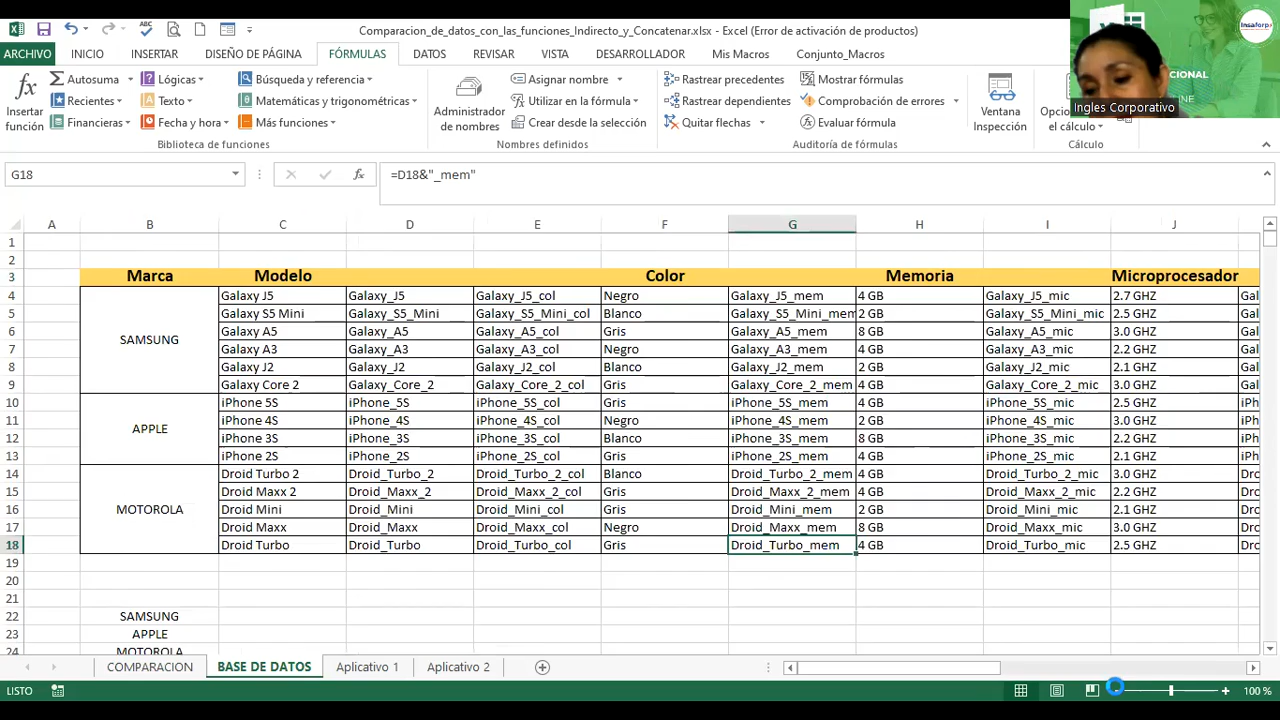 Comparacion_de_datos_con_las_funciones_Indirecto_y_Concatenar.xlsx - Excel (Error de activación de productos)
Insaforp
ARCHIVO INICIO INSERTAR DISEÑO DE PÁGINA FÓRMULAS DATOS REVISAR VISTA DESARROLLADOR Mis Macros Conjunto_Macros
Insertar función
Autosuma
Recientes
Financieras
Lógicas
Texto
Fecha y hora
Búsqueda y referencia
Matemáticas y trigonométricas
Más funciones
Biblioteca de funciones
Administrador de nombres
Asignar nombre
Utilizar en la fórmula
Crear desde la selección
Nombres definidos
Rastrear precedentes
Rastrear dependientes
Quitar flechas
Mostrar fórmulas
Comprobación de errores
Evaluar fórmula
Auditoría de fórmulas
Ventana Inspección
el cálculo
Cálculo
Ingles Corporativo
G18 fx =D18&"_mem"
A B C D E F G H I J
1
2
3 Marca Modelo Color Memoria Microprocesador
4 Galaxy J5 Galaxy_J5 Galaxy_J5_col Negro Galaxy_J5_mem 4 GB Galaxy_J5_mic 2.7 GHZ Gal
5 Galaxy S5 Mini Galaxy_S5_Mini Galaxy_S5_Mini_col Blanco Galaxy_S5_Mini_mem 2 GB Galaxy_S5_Mini_mic 2.5 GHZ Gal
6 Galaxy A5 Galaxy_A5 Galaxy_A5_col Gris Galaxy_A5_mem 8 GB Galaxy_A5_mic 3.0 GHZ Gal
SAMSUNG
7 Galaxy A3 Galaxy_A3 Galaxy_A3_col Negro Galaxy_A3_mem 4 GB Galaxy_A3_mic 2.2 GHZ Gal
8 Galaxy J2 Galaxy_J2 Galaxy_J2_col Blanco Galaxy_J2_mem 4 GB Galaxy_J2_mic 2.1 GHZ Gal
9 Galaxy Core 2 Galaxy_Core_2 Galaxy_Core_2_col Gris Galaxy_Core_2_mem 4 GB Galaxy_Core_2_mic 3.0 GHZ Gal
10 iPhone 5S iPhone_5S iPhone_5S_col Gris iPhone_5S_mem 4 GB iPhone_5S_mic 2.5 GHZ iPh
11 iPhone 4S iPhone_4S iPhone_4S_col Negro iPhone_4S_mem 2 GB iPhone_4S_mic 3.0 GHZ iPh
APPLE
12 iPhone 3S iPhone_3S iPhone_3S_col Blanco iPhone_3S_mem 8 GB iPhone_3S_mic 2.2 GHZ iPh
13 iPhone 2S iPhone_2S iPhone_2S_col Gris iPhone_2S_mem 4 GB iPhone_2S_mic 2.1 GHZ iPh
14 Droid Turbo 2 Droid_Turbo_2 Droid_Turbo_2_col Blanco Droid_Turbo_2_mem 4 GB Droid_Turbo_2_mic 3.0 GHZ Dro
15 Droid Maxx 2 Droid_Maxx_2 Droid_Maxx_2_col Gris Droid_Maxx_2_mem 4 GB Droid_Maxx_2_mic 2.2 GHZ Dro
16 MOTOROLA Droid Mini Droid_Mini Droid_Mini_col Gris Droid_Mini_mem 2 GB Droid_Mini_mic 2.1 GHZ Dro
17 Droid Maxx Droid_Maxx Droid_Maxx_col Negro Droid_Maxx_mem 8 GB Droid_Maxx_mic 3.0 GHZ Dro
18 Droid Turbo Droid_Turbo Droid_Turbo_col Gris Droid_Turbo_mem 4 GB Droid_Turbo_mic 2.5 GHZ Dro
19
20
21
22 SAMSUNG
23 APPLE
24 MOTOROLA
COMPARACION BASE DE DATOS Aplicativo 1 Aplicativo 2
LISTO 100 %